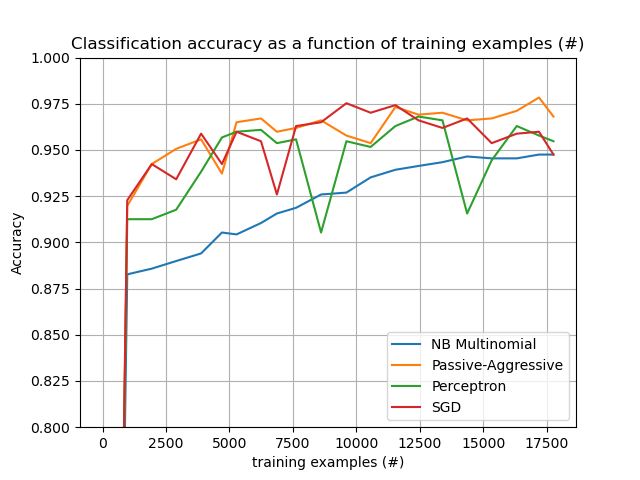 Classification accuracy as a function of training examples (#)
1.000
0.975
0.950
0.925
0.900
0.875
0.850
0.825
0.800
Accuracy
NB Multinomial
Passive-Aggressive
Perceptron
SGD
0 2500 5000 7500 10000 12500 15000 17500
training examples (#)